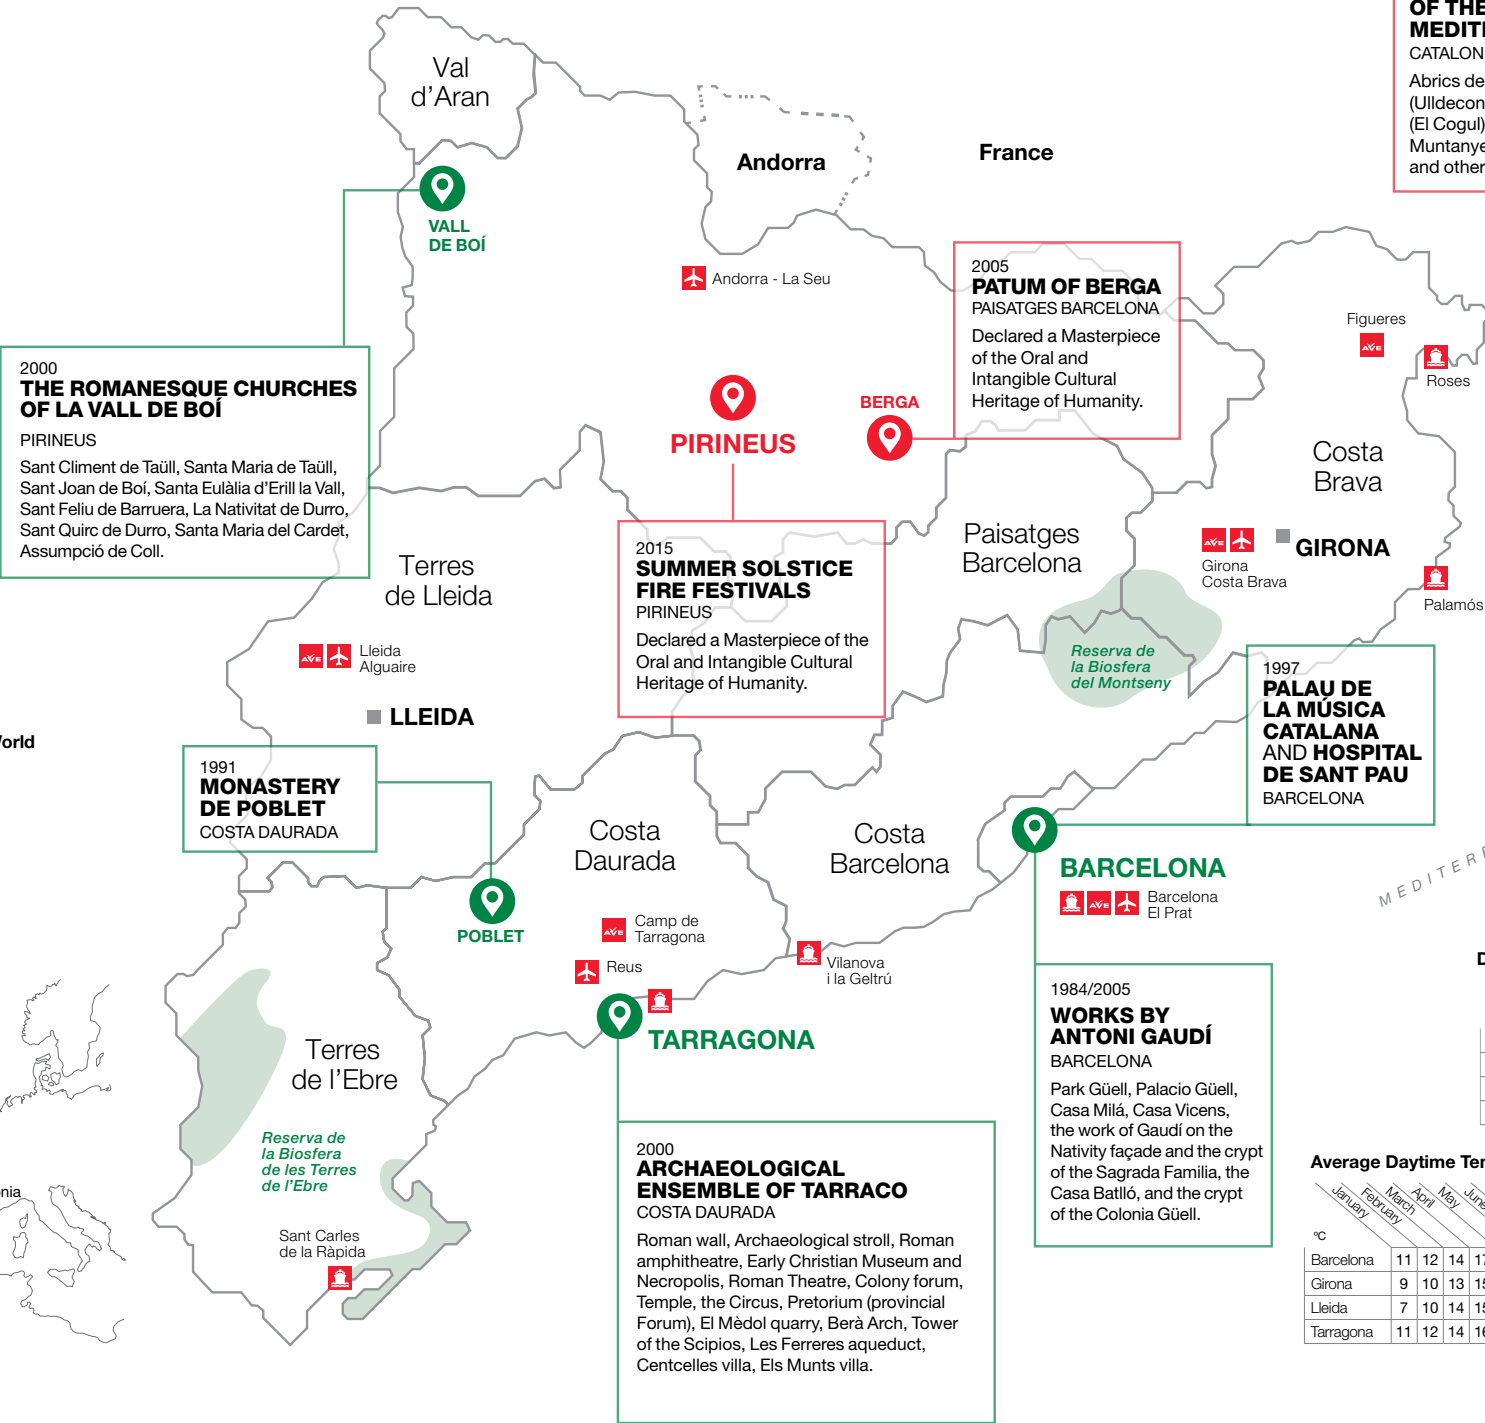 OF THE
CATALON
Abrics de
(El Cogul)
and other
Val
d'Aran
Andorra
France
VALL
DE BOÍ
Andorra - La Seu
2005
PATUM OF BERGA
PAISATGES BARCELONA
Declared a Masterpiece
of the Oral and
Intangible Cultural
Heritage of Humanity.
Figueres
AVE
Roses
2000
THE ROMANESQUE CHURCHES
OF LA VALL DE BOÍ
PIRINEUS
Sant Climent de Taüll, Santa Maria de Taüll,
Sant Joan de Boí, Santa Eulàlia d'Erill la Vall,
Sant Feliu de Barruera, La Nativitat de Durro,
Sant Quirc de Durro, Santa Maria del Cardet,
Assumpció de Coll.
PIRINEUS
BERGA
Costa
Brava
Paisatges
Barcelona
AVE
GIRONA
Girona
Costa Brava
Palamós
Terres
de Lleida
2015
SUMMER SOLSTICE
FIRE FESTIVALS
PIRINEUS
Declared a Masterpiece of the
Oral and Intangible Cultural
Heritage of Humanity.
AVE
Lleida
Alguaire
LLEIDA
Reserva de
la Biosfera
del Montseny
1997
PALAU DE
LA MÚSICA
CATALANA
AND HOSPITAL
DE SANT PAU
BARCELONA
World
1991
MONASTERY
DE POBLET
COSTA DAURADA
POBLET
Costa
Daurada
Costa
Barcelona
BARCELONA
AVE
Barcelona
El Prat
MEDITERR
AVE
Camp de
Tarragona
Reus
Vilanova
i la Geltrú
TARRAGONA
1984/2005
WORKS BY
ANTONI GAUDÍ
BARCELONA
Park Güell, Palacio Güell,
Casa Milá, Casa Vicens,
the work of Gaudí on the
Nativity façade and the crypt
of the Sagrada Familia, the
Casa Batlló, and the crypt
of the Colonia Güell.
Terres
de l'Ebre
Reserva de
la Biosfera
de les Terres
de l'Ebre
Sant Carles
de la Ràpida
2000
ARCHAEOLOGICAL
ENSEMBLE OF TARRACO
COSTA DAURADA
Roman wall, Archaeological stroll, Roman
amphitheatre, Early Christian Museum and
Necropolis, Roman Theatre, Colony forum,
Temple, the Circus, Pretorium (provincial
Forum), El Mèdol quarry, Berà Arch, Tower
of the Scipios, Les Ferreres aqueduct,
Centcelles villa, Els Munts villa.
Average Daytime Ter
January February March April May June
°C
Barcelona 11 12 14 17
Girona 9 10 13 15
Lleida 7 10 14 15
Tarragona 11 12 14 16